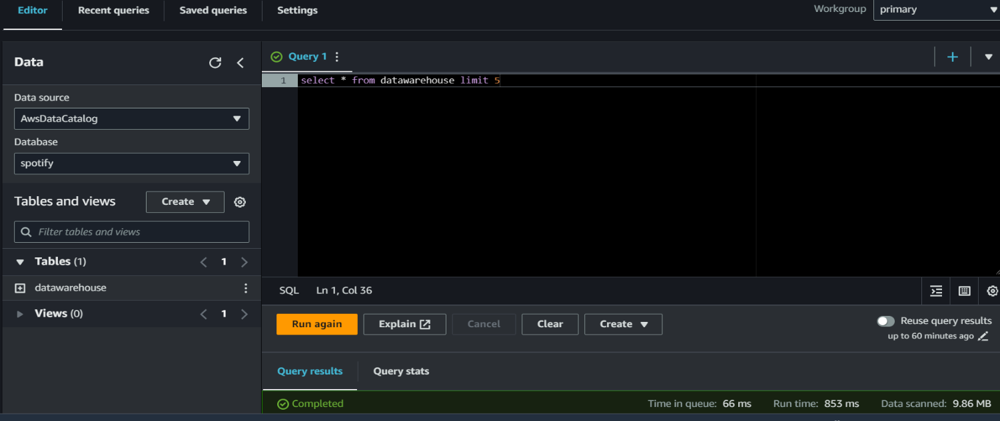 Editor Recent queries Saved queries Settings Workgroup primary
Data
Data source
AwsDataCatalog
Database
spotify
Tables and views Create
Filter tables and views
Tables (1) 1
datawarehouse
Views (0) 1
Query 1
1 select * from datawarehouse limit 5
SQL Ln 1, Col 36
Run again Explain Cancel Clear Create
Reuse query results
up to 60 minutes ago
Query results Query stats
Completed Time in queue: 66 ms Run time: 853 ms Data scanned: 9.86 MB